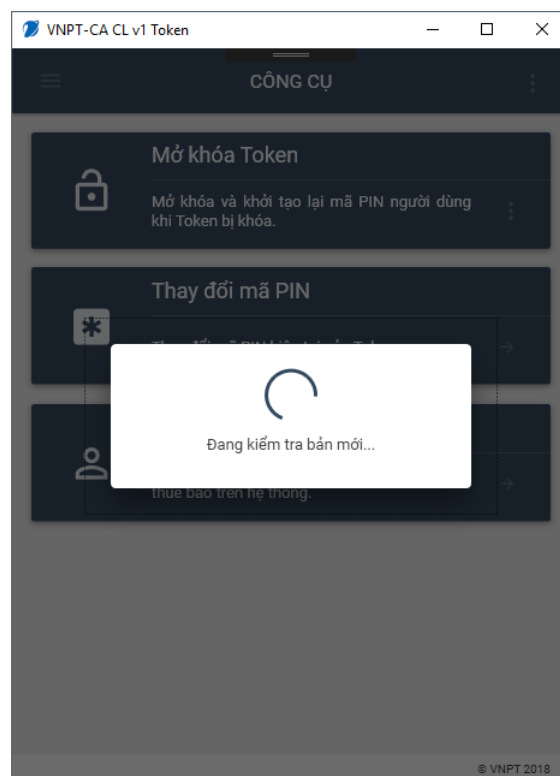 VNPT-CA CL v1 Token
CÔNG CỤ
Mở khóa Token
Mở khóa và khởi tạo lại mã PIN người dùng
khi Token bị khóa.
Thay đổi mã PIN
Đang kiểm tra bản mới...
thuê bao trên hệ thống.
© VNPT 2018